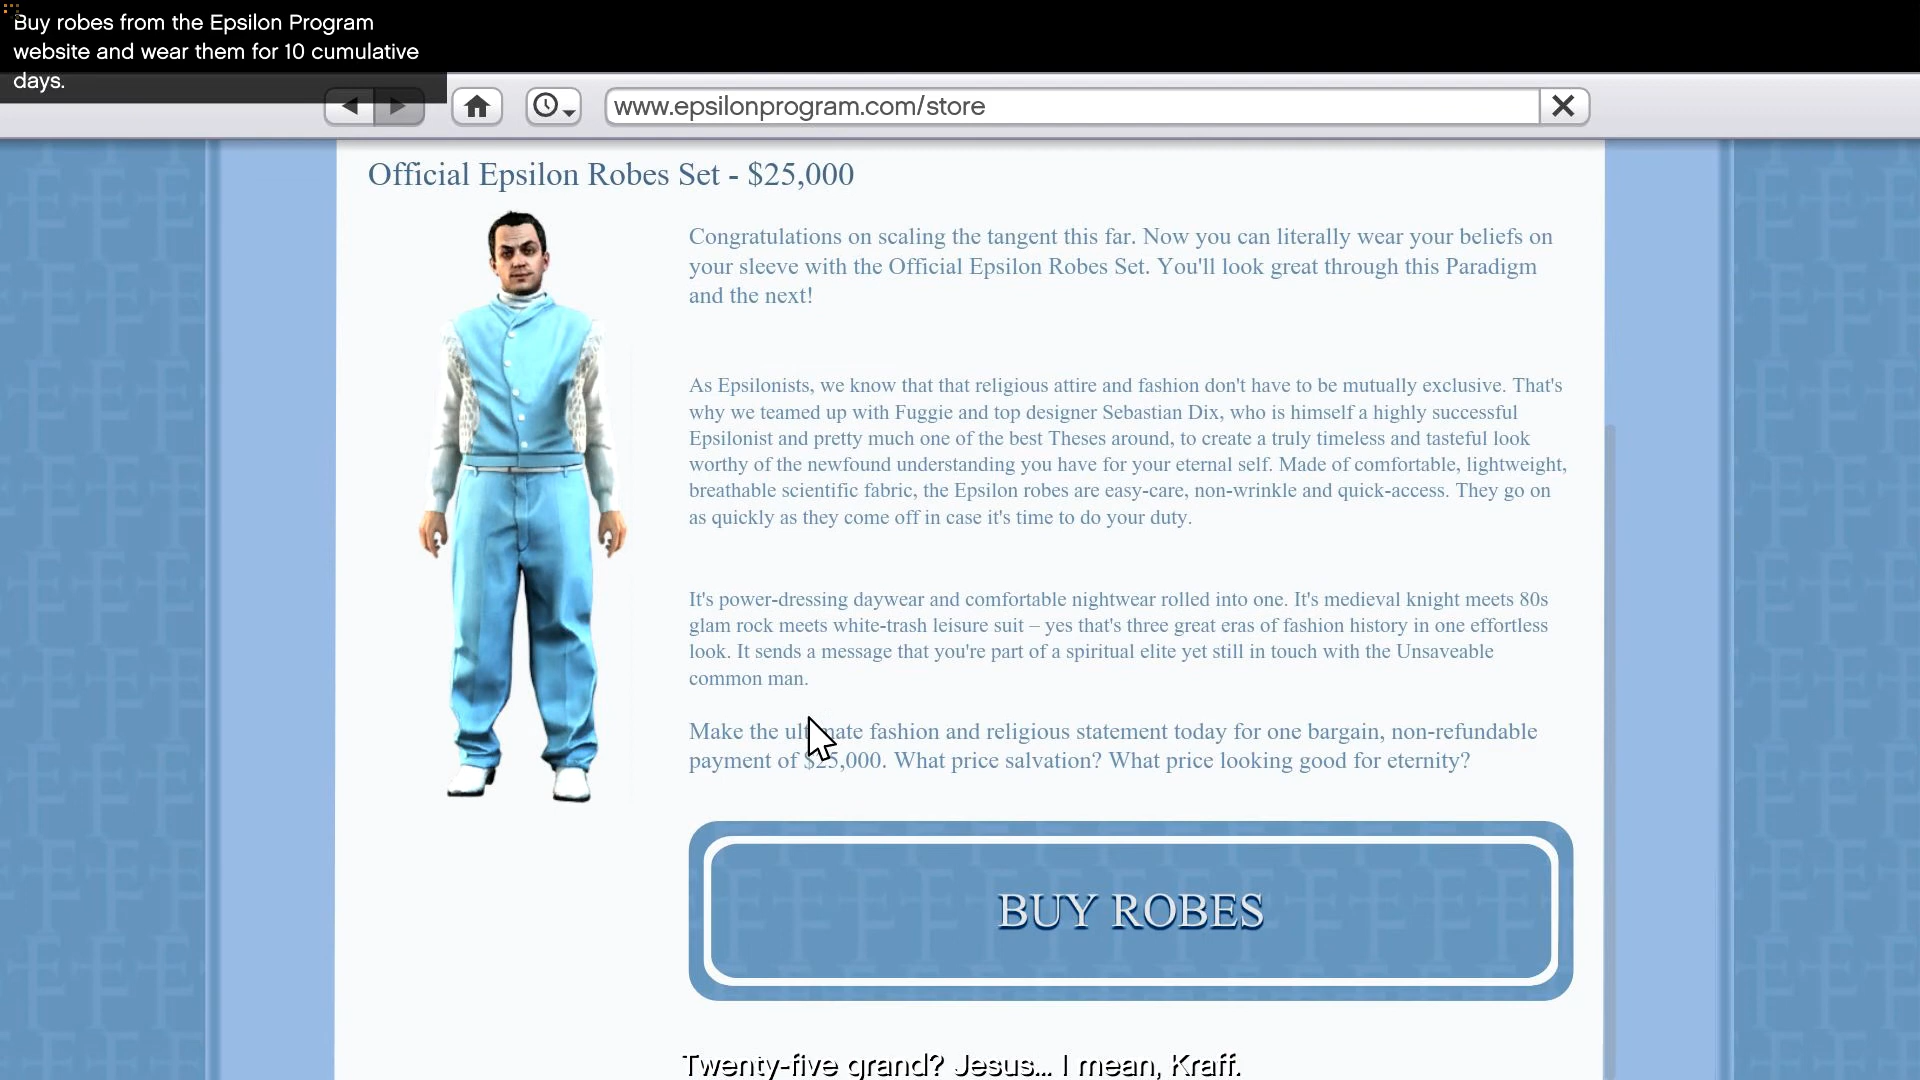 Buy robes from the Epsilon Program
website and wear them for 10 cumulative
days.
www.epsilonprogram.com/store
Official Epsilon Robes Set - $25,000
Congratulations on scaling the tangent this far. Now you can literally wear your beliefs on
your sleeve with the Official Epsilon Robes Set. You'll look great through this Paradigm
and the next!
As Epsilonists, we know that that religious attire and fashion don't have to be mutually exclusive. That's
why we teamed up with Fuggie and top designer Sebastian Dix, who is himself a highly successful
Epsilonist and pretty much one of the best Theses around, to create a truly timeless and tasteful look
worthy of the newfound understanding you have for your eternal self. Made of comfortable, lightweight,
breathable scientific fabric, the Epsilon robes are easy-care, non-wrinkle and quick-access. They go on
as quickly as they come off in case it's time to do your duty.
It's power-dressing daywear and comfortable nightwear rolled into one. It's medieval knight meets 80s
glam rock meets white-trash leisure suit – yes that's three great eras of fashion history in one effortless
look. It sends a message that you're part of a spiritual elite yet still in touch with the Unsaveable
common man.
Make the ultimate fashion and religious statement today for one bargain, non-refundable
payment of $25,000. What price salvation? What price looking good for eternity?
BUY ROBES
Twenty-five grand? Jesus... I mean, Kraff.